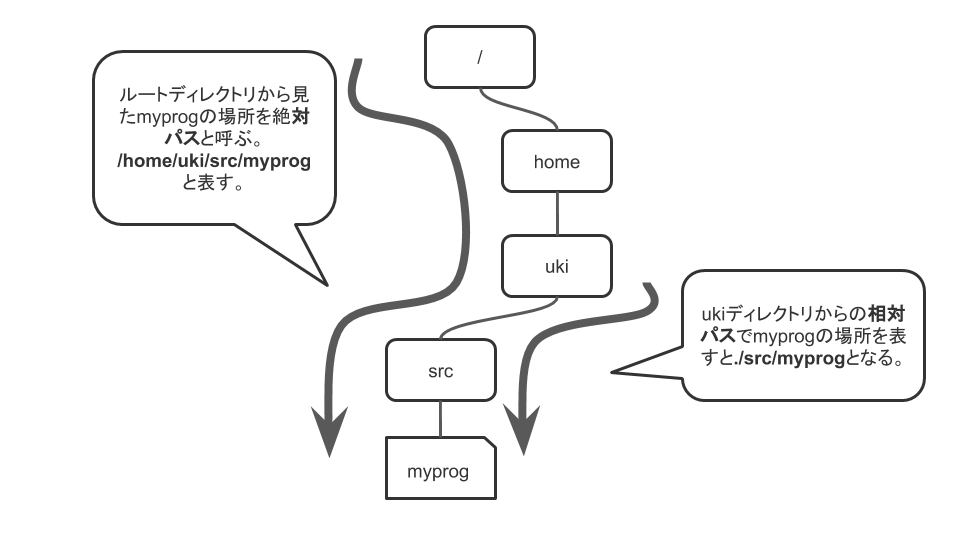 /
ルートディレクトリから見
たmyprogの場所を絶対
パスと呼ぶ。
/home/uki/src/myprog
と表す。
home
uki
ukiディレクトリからの相対
パスでmyprogの場所を表
すと./src/myprogとなる。
src
myprog